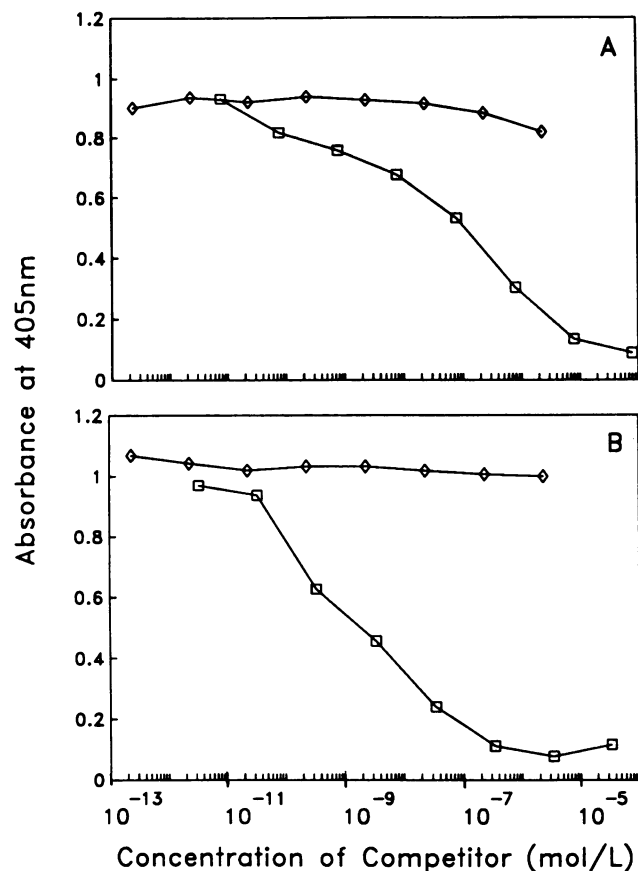 1.2
A
1
0.8
0.6
0.4
0.2
0
Absorbance at 405nm
1.2
B
1
0.8
0.6
0.4
0.2
0
10⁻¹³ 10⁻¹¹ 10⁻⁹ 10⁻⁷ 10⁻⁵
Concentration of Competitor (mol/L)